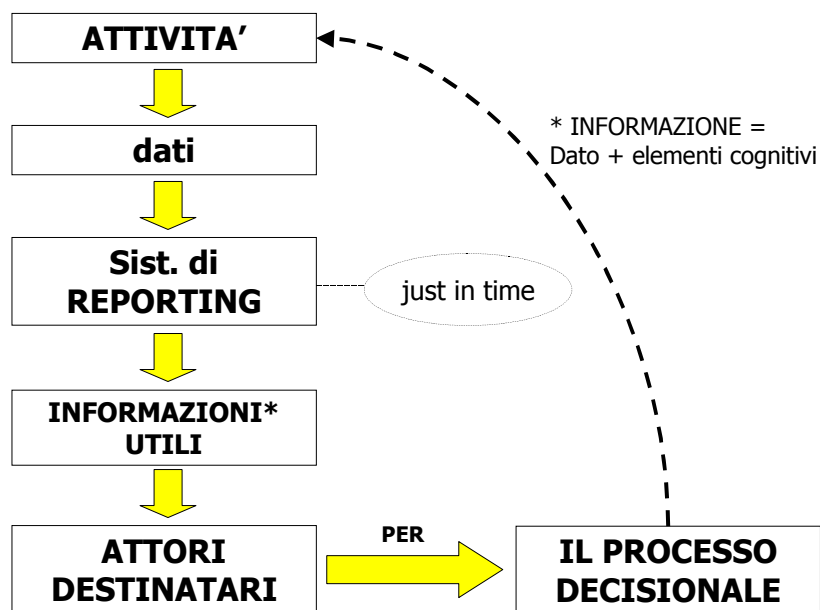 ATTIVITA’
dati
Sist. di
REPORTING
just in time
INFORMAZIONI*
UTILI
ATTORI
DESTINATARI
PER
IL PROCESSO
DECISIONALE
* INFORMAZIONE =
Dato + elementi cognitivi